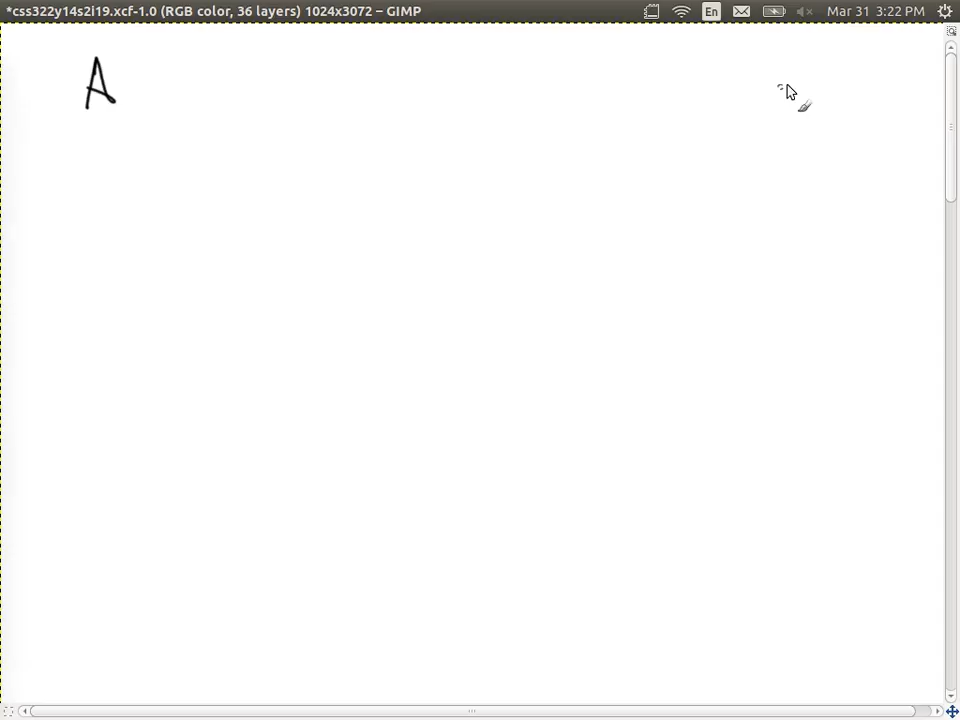 *css322y14s2i19.xcf-1.0 (RGB color, 36 layers) 1024x3072 – GIMP En Mar 31 3:22 PM
A